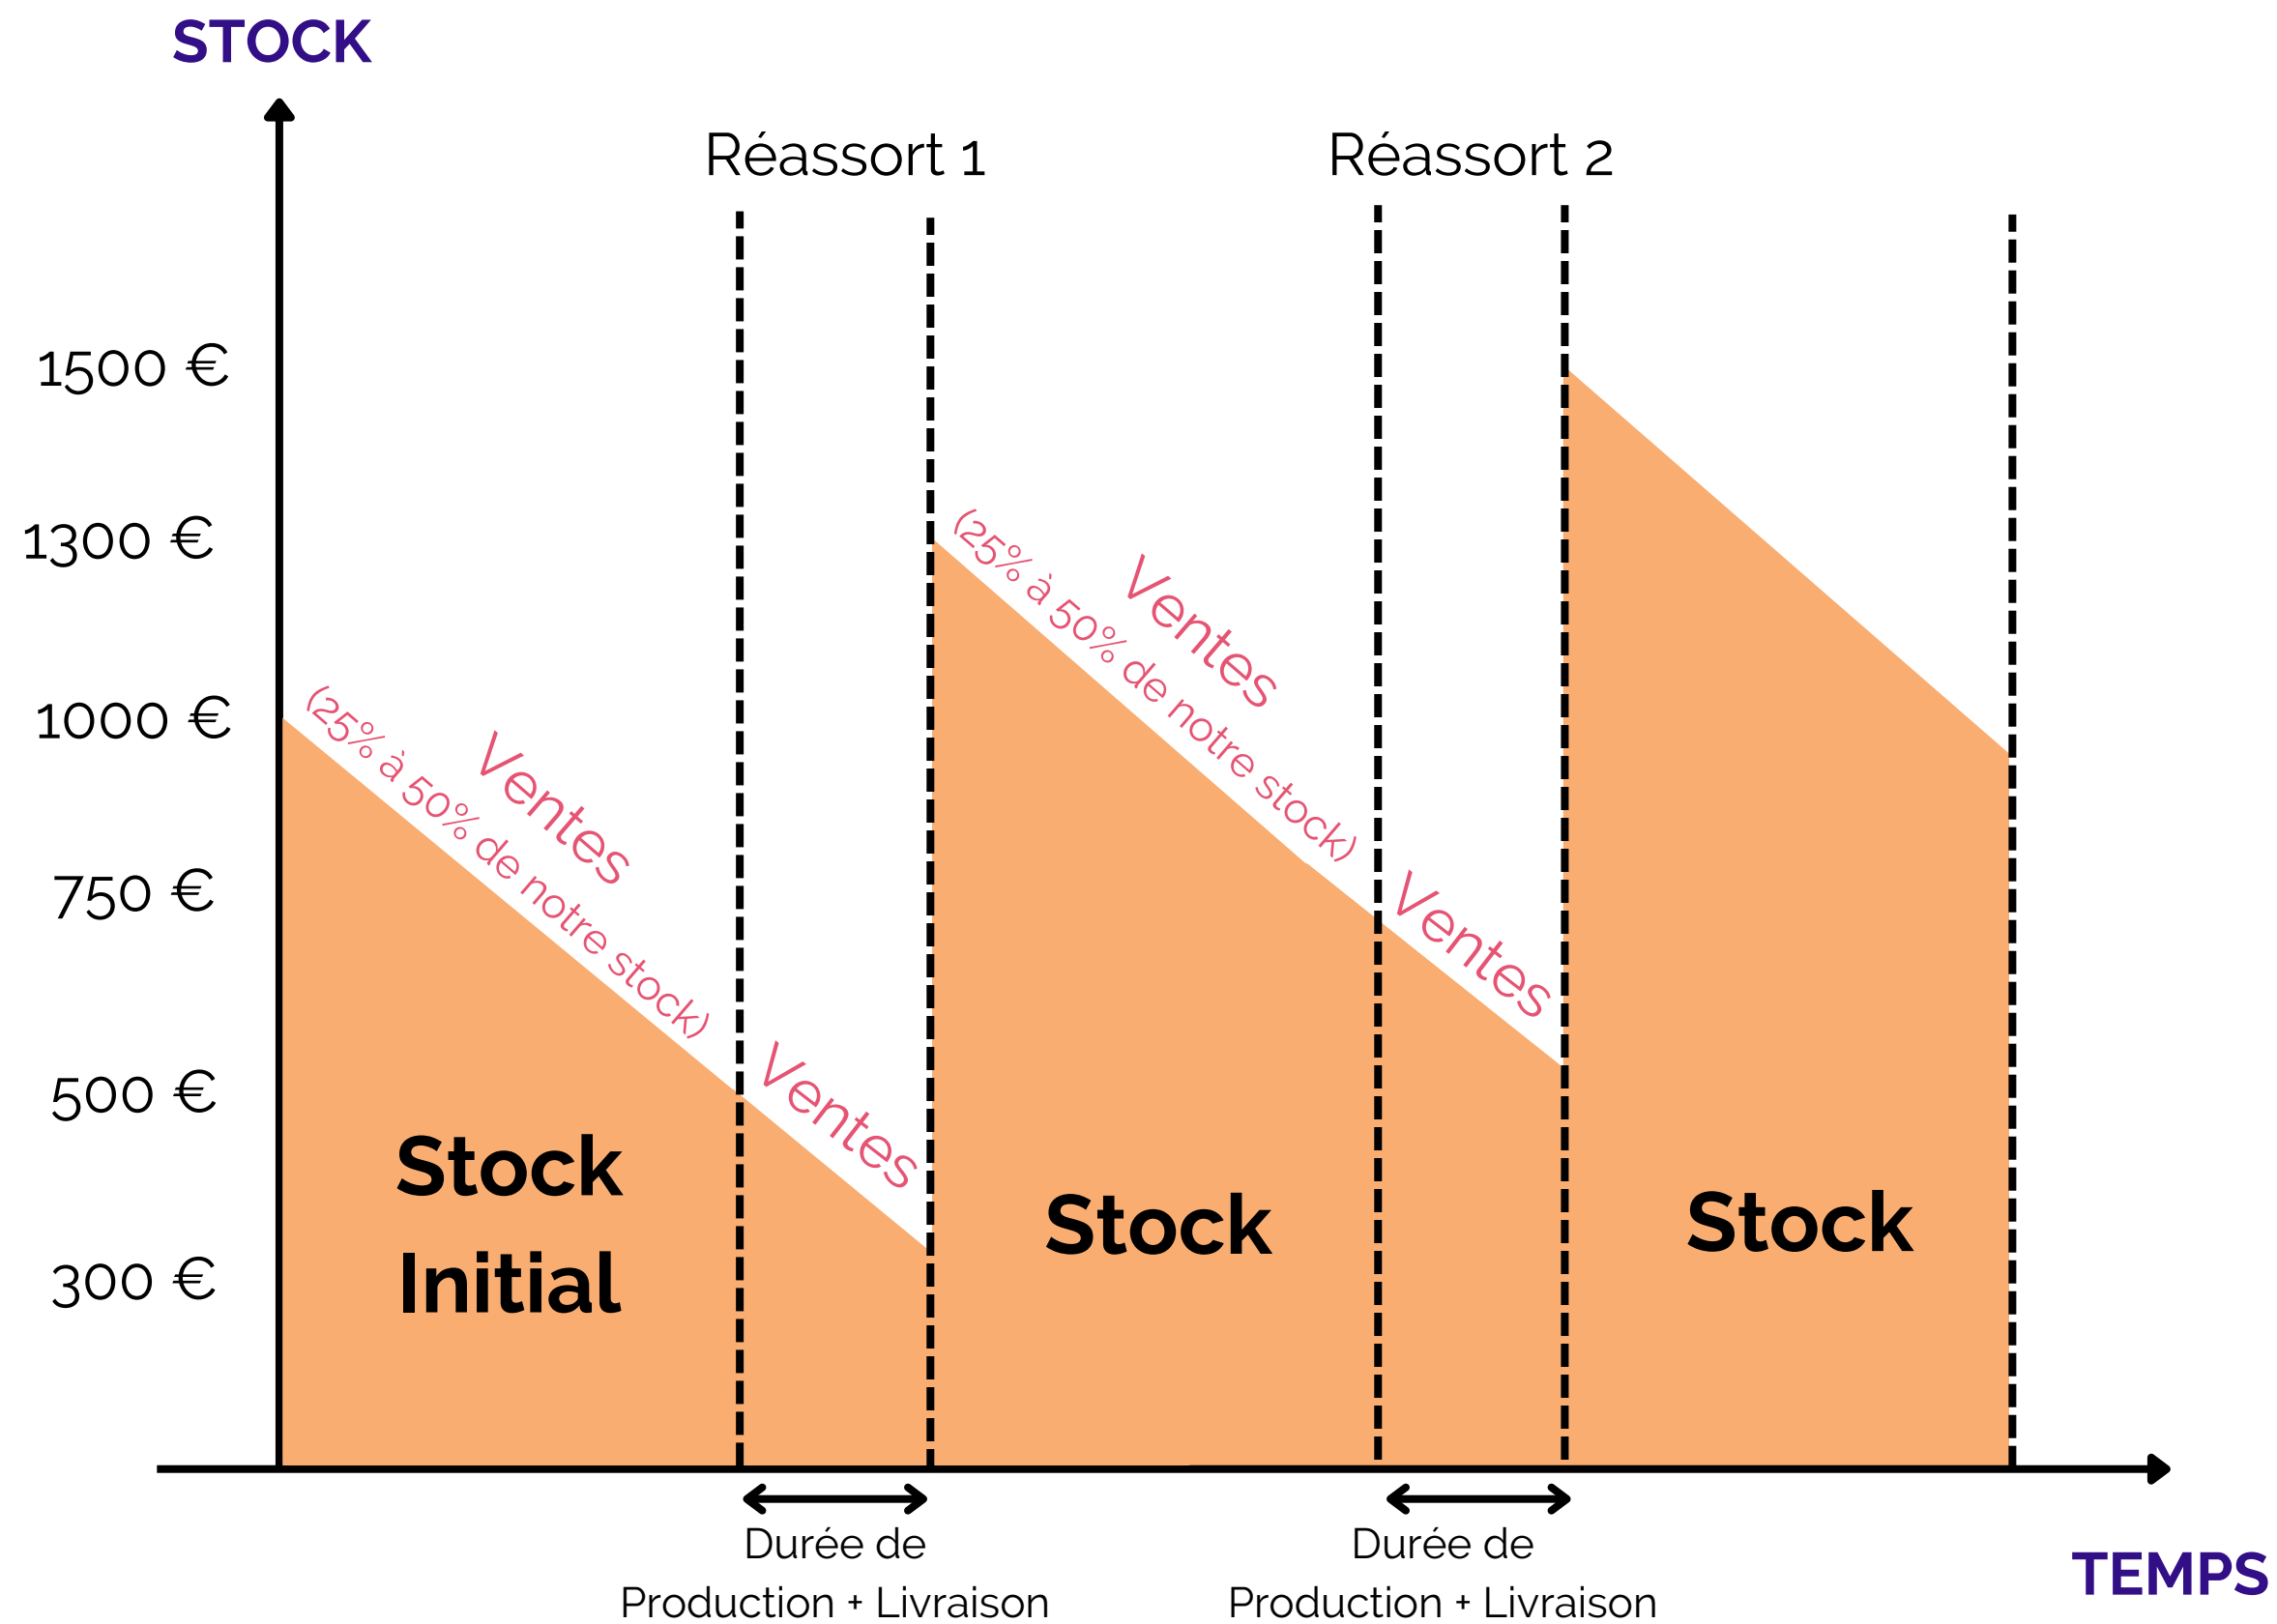 STOCK
Réassort 1
Réassort 2
1500 €
1300 €
1000 €
750 €
500 €
300 €
Ventes
(25% à 50% de notre stock)
Ventes
Ventes
(25% à 50% de notre stock)
Ventes
Stock
Initial
Stock
Stock
Durée de
Production + Livraison
Durée de
Production + Livraison
TEMPS